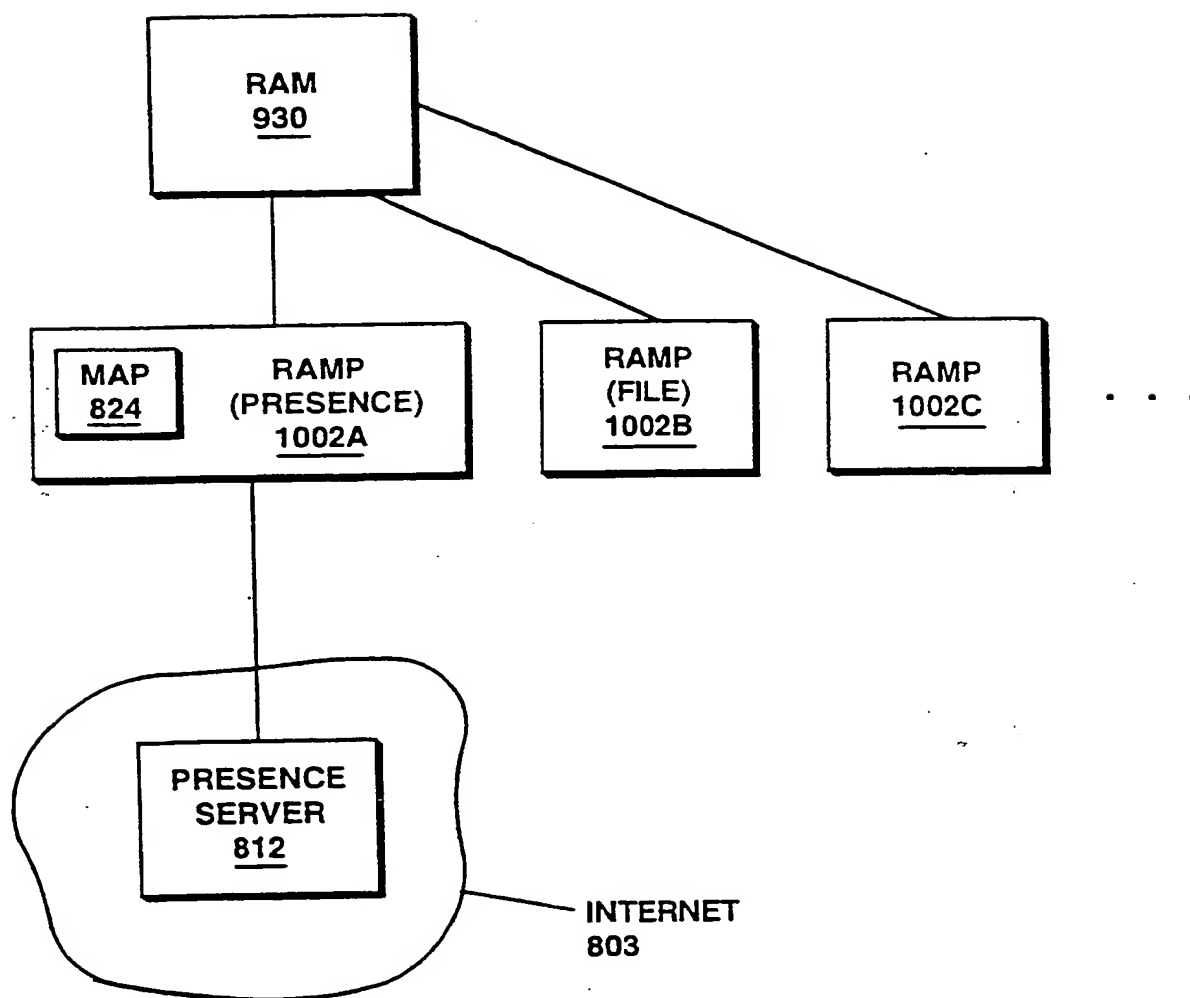 RAM
930
MAP
824
RAMP
(PRESENCE)
1002A
RAMP
(FILE)
1002B
RAMP
1002C
. . .
PRESENCE
SERVER
812
INTERNET
803